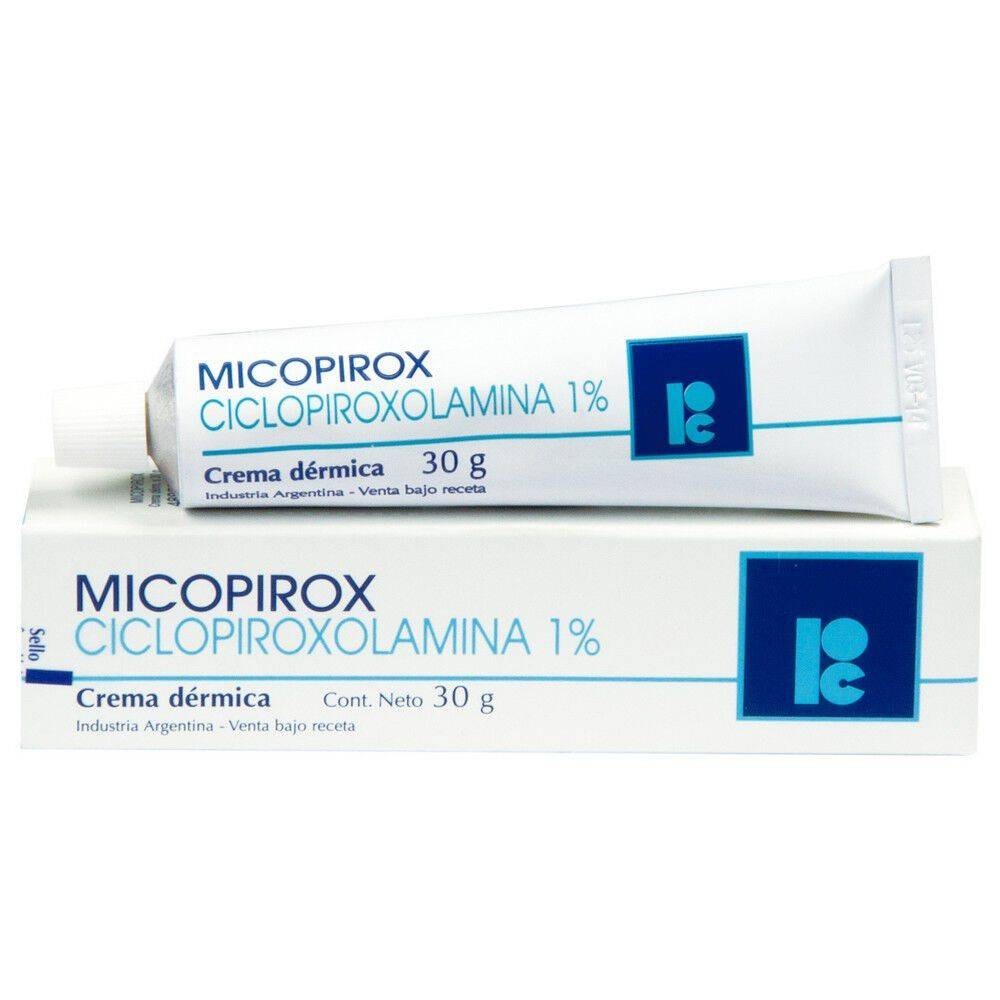 MICOPIROX
CICLOPIROXOLAMINA 1%
Crema dérmica 30 g
Industria Argentina - Venta bajo receta
MICOPIROX
MICOPIROX
CICLOPIROXOLAMINA 1%
Crema dérmica Cont. Neto 30 g
Industria Argentina - Venta bajo receta
Sello